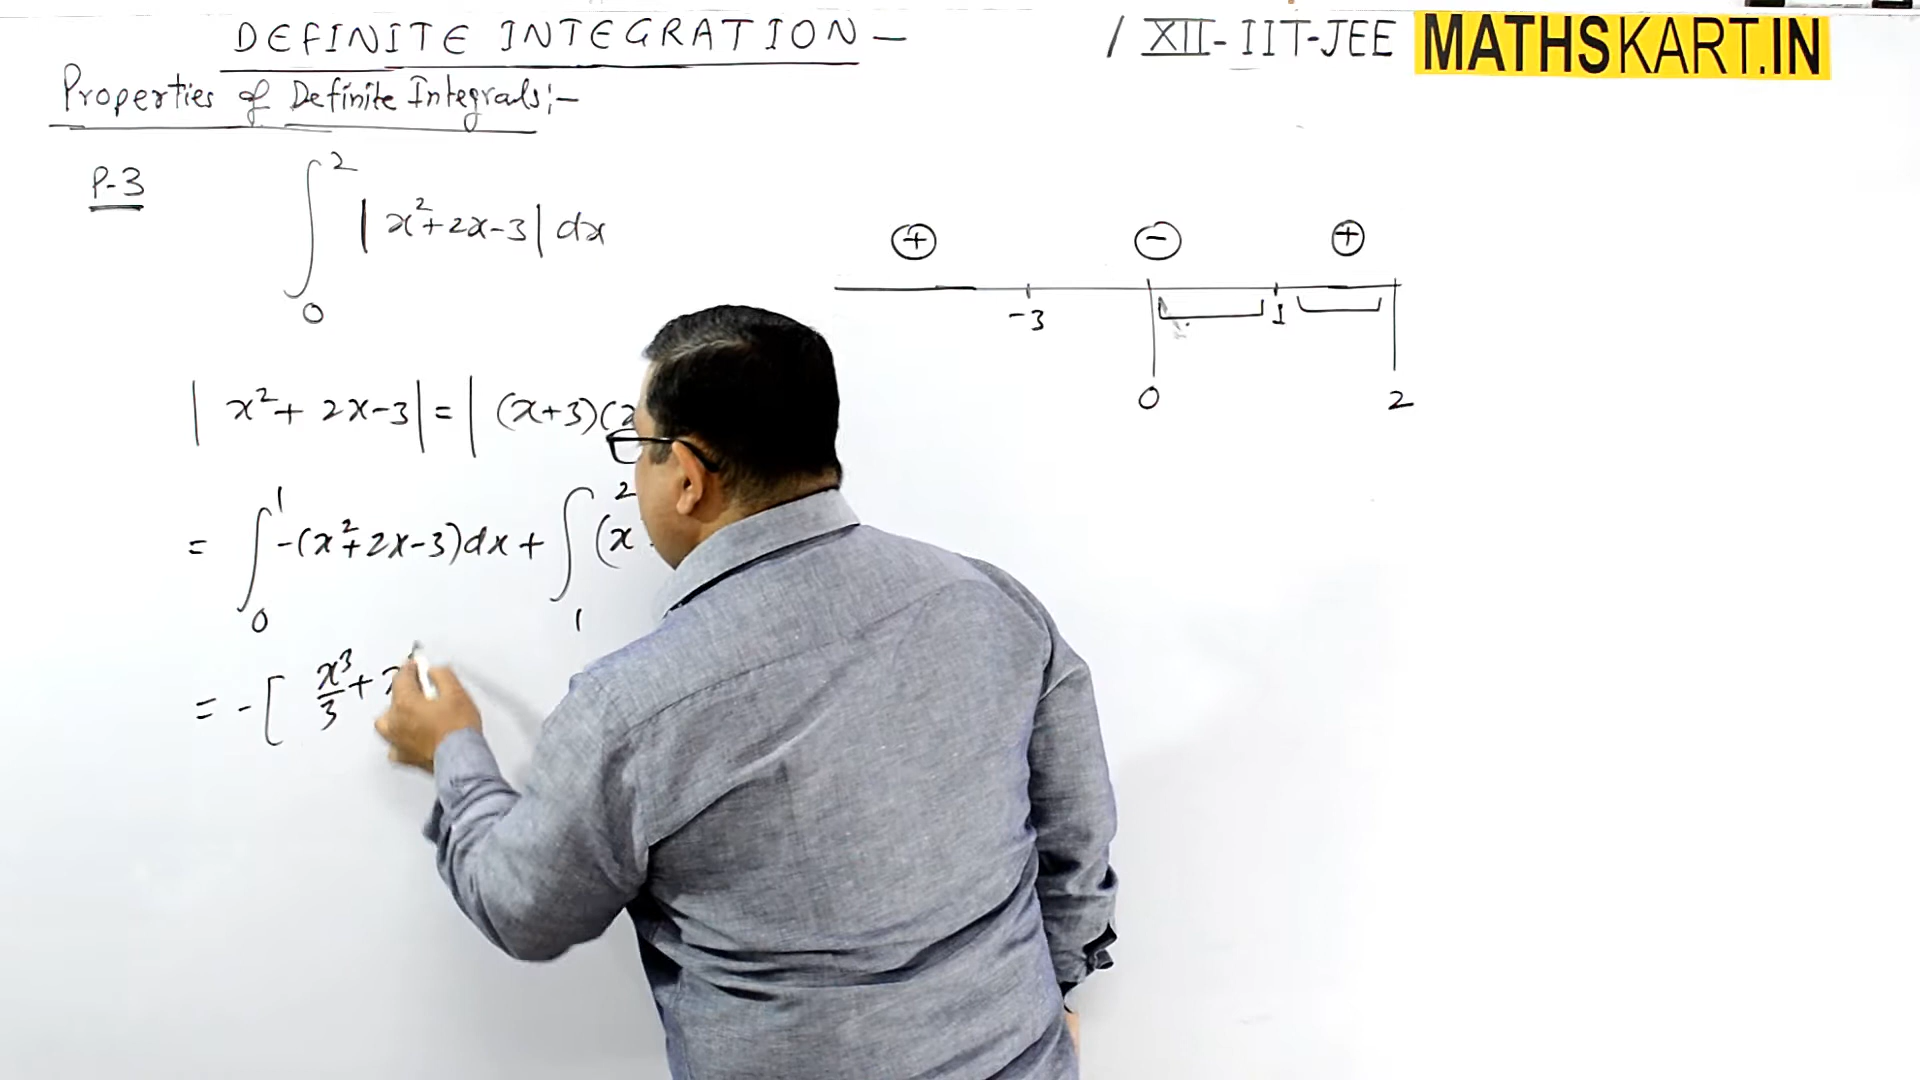 DEFINITE INTEGRATION — / XII - IIT-JEE MATHSKART.IN
Properties of Definite Integrals:-
P-3 ∫₀² |x²+2x-3| dx
⊕ ⊖ ⊕
-3 1
0 2
| x²+ 2x-3| = | (x+3)(
= ∫₀¹ -(x²+2x-3)dx + ∫₁² (x
= -[ x³/3 +